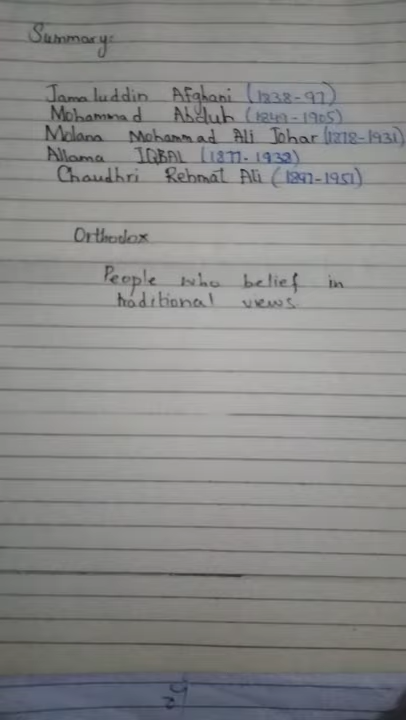 Summary:
Jamaluddin Afghani (1838-97)
Mohammad Abduh (1849-1905)
Molana Mohammad Ali Johar (1878-1931)
Allama IQBAL (1877-1938)
Chaudhri Rehmat Ali (1897-1951)
Orthodox
People who belief in
traditional views